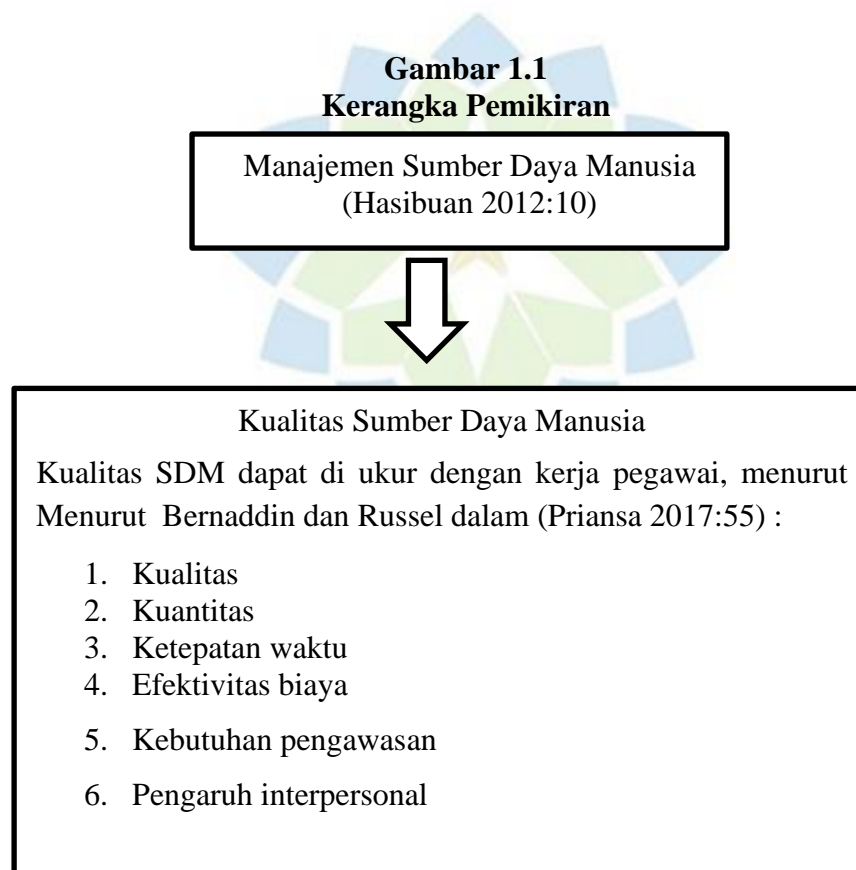 Gambar 1.1
Kerangka Pemikiran
Manajemen Sumber Daya Manusia
(Hasibuan 2012:10)
Kualitas Sumber Daya Manusia
Kualitas SDM dapat di ukur dengan kerja pegawai, menurut
Menurut Bernaddin dan Russel dalam (Priansa 2017:55) :
1. Kualitas
2. Kuantitas
3. Ketepatan waktu
4. Efektivitas biaya
5. Kebutuhan pengawasan
6. Pengaruh interpersonal